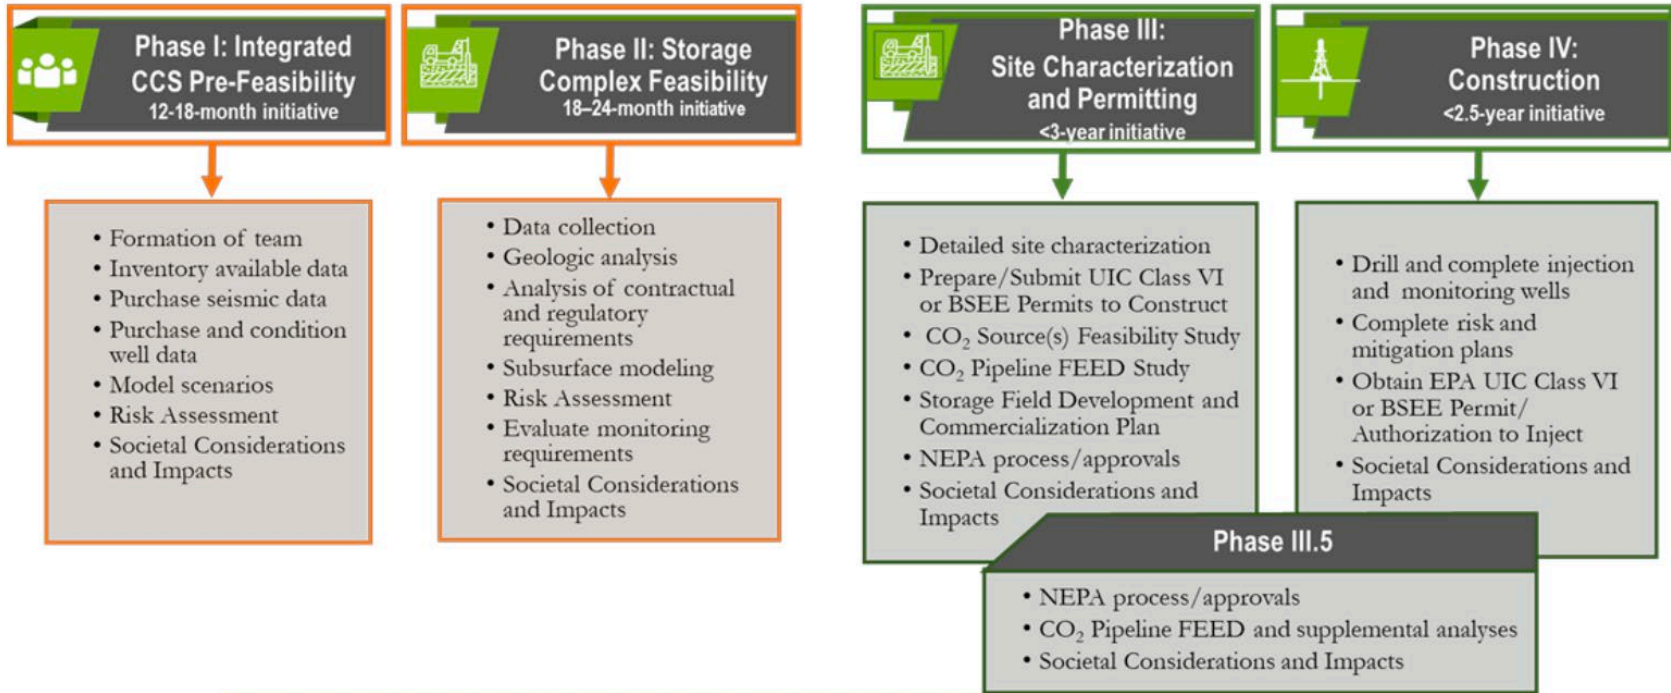 Phase I: Integrated
CCS Pre-Feasibility
12-18-month initiative
• Formation of team
• Inventory available data
• Purchase seismic data
• Purchase and condition
well data
• Model scenarios
• Risk Assessment
• Societal Considerations
and Impacts
Phase II: Storage
Complex Feasibility
18–24-month initiative
• Data collection
• Geologic analysis
• Analysis of contractual
and regulatory
requirements
• Subsurface modeling
• Risk Assessment
• Evaluate monitoring
requirements
• Societal Considerations
and Impacts
Phase III:
Site Characterization
and Permitting
<3-year initiative
• Detailed site characterization
• Prepare/Submit UIC Class VI
or BSEE Permits to Construct
• CO₂ Source(s) Feasibility Study
• CO₂ Pipeline FEED Study
• Storage Field Development and
Commercialization Plan
• NEPA process/approvals
• Societal Considerations and
Impacts
Phase IV:
Construction
<2.5-year initiative
• Drill and complete injection
and monitoring wells
• Complete risk and
mitigation plans
• Obtain EPA UIC Class VI
or BSEE Permit/
Authorization to Inject
• Societal Considerations and
Impacts
Phase III.5
• NEPA process/approvals
• CO₂ Pipeline FEED and supplemental analyses
• Societal Considerations and Impacts